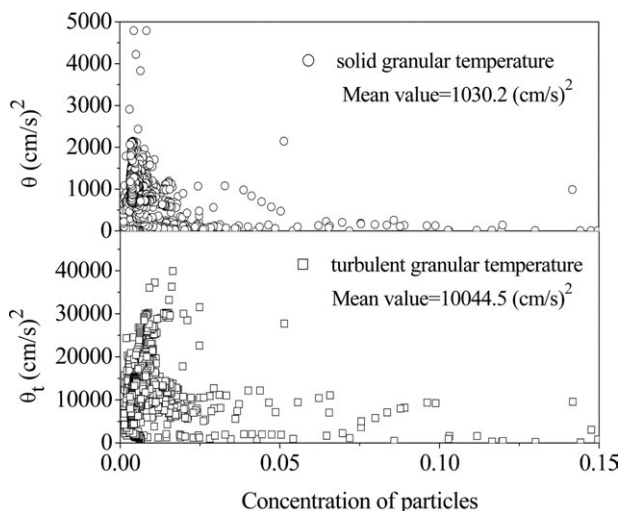 5000
4000
3000
2000
1000
0
θ (cm/s)²
○ solid granular temperature
Mean value=1030.2 (cm/s)²
40000
30000
20000
10000
0
θt (cm/s)²
□ turbulent granular temperature
Mean value=10044.5 (cm/s)²
0.00 0.05 0.10 0.15
Concentration of particles